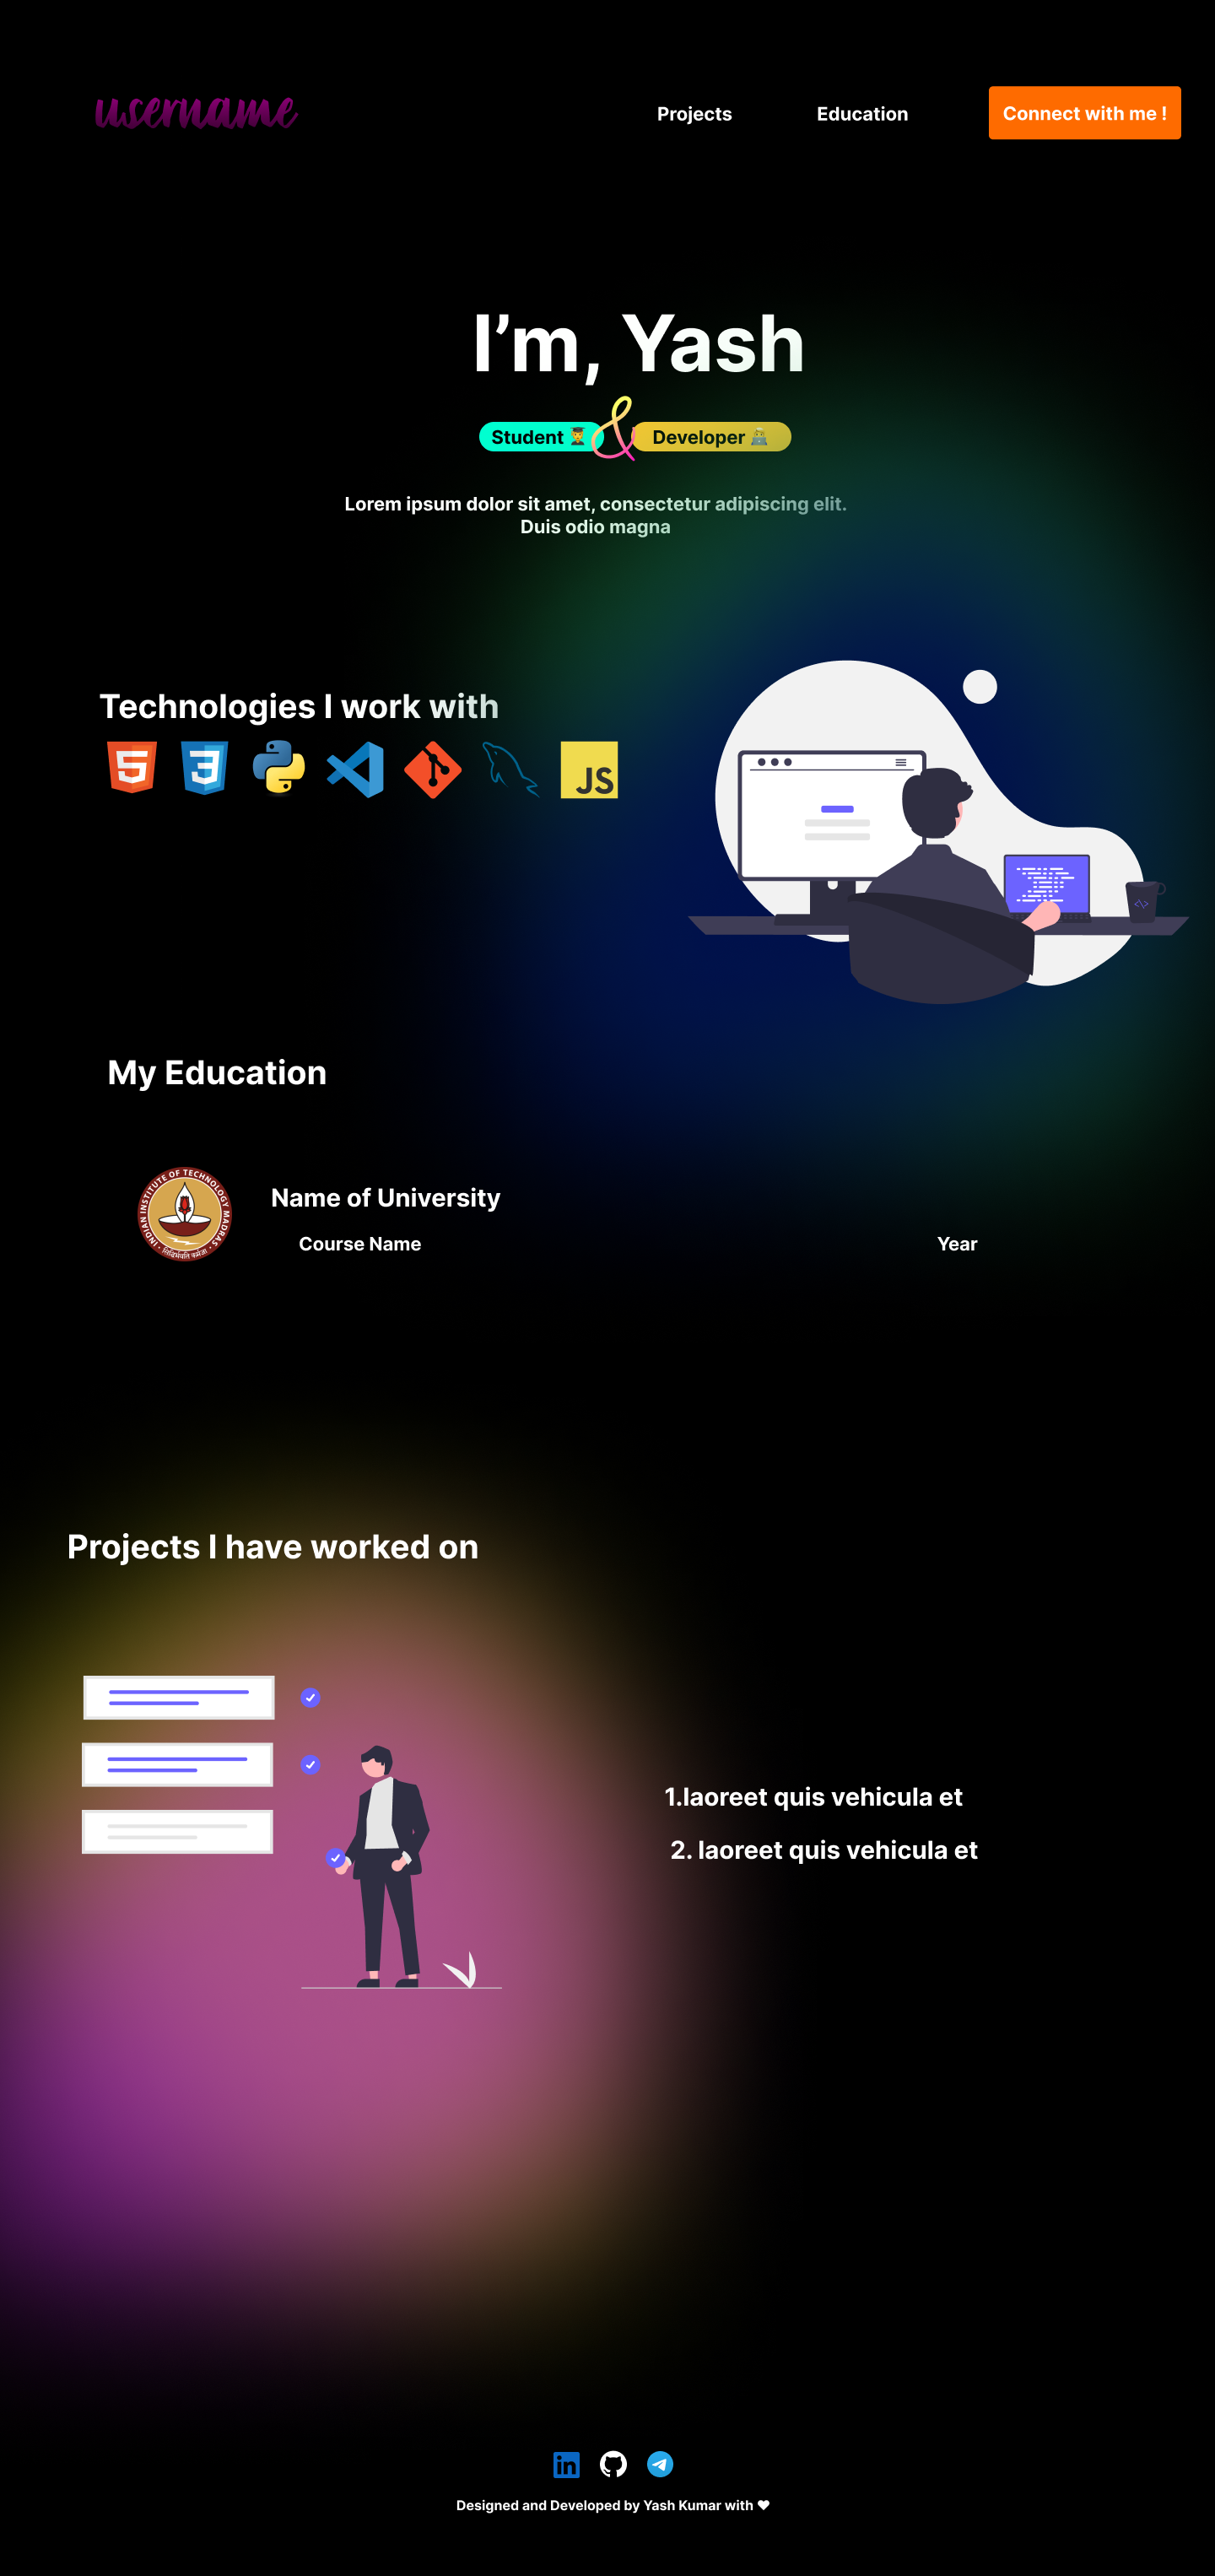 username
Projects
Education
Connect with me !
I’m, Yash
Student 👨‍🎓
&
Developer 👨‍💻
Lorem ipsum dolor sit amet, consectetur adipiscing elit.
Duis odio magna
Technologies I work with
5
3
JS
My Education
INDIAN INSTITUTE OF TECHNOLOGY MADRAS
Name of University
Course Name
Year
Projects I have worked on
1.laoreet quis vehicula et
2. laoreet quis vehicula et
in
Designed and Developed by Yash Kumar with ❤